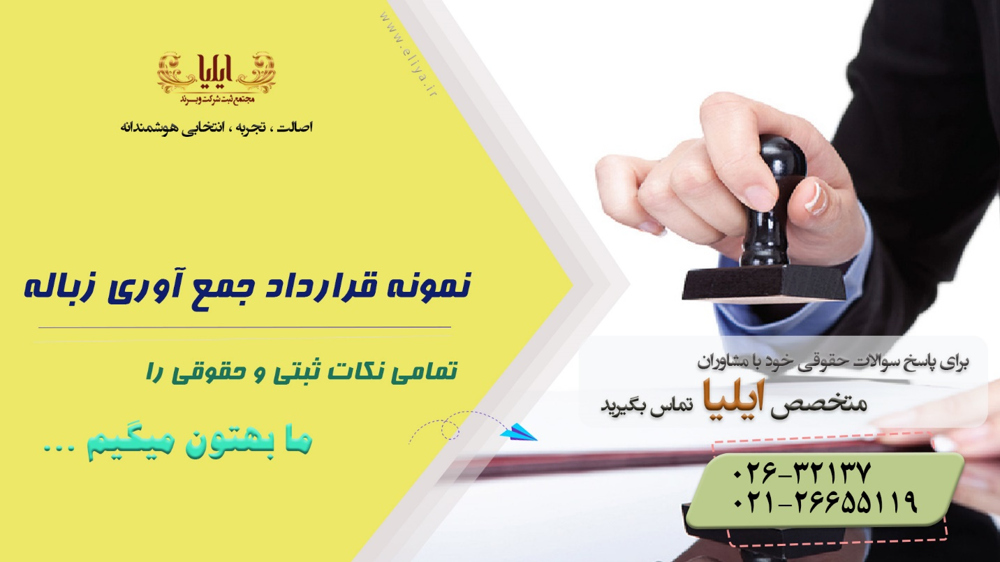 www.eliya.ir
ایلیا
مجتمع ثبت شرکت و برند
اصالت ، تجربه ، انتخابی هوشمندانه
نمونه قرارداد جمع آوری زباله
تمامی نکات ثبتی و حقوقی را
ما بهتون میگیم ...
برای پاسخ سوالات حقوقی خود با مشاوران
متخصص ایلیا تماس بگیرید
۰۲۶-۳۲۱۳۷
۰۲۱-۲۶۶۵۵۱۱۹